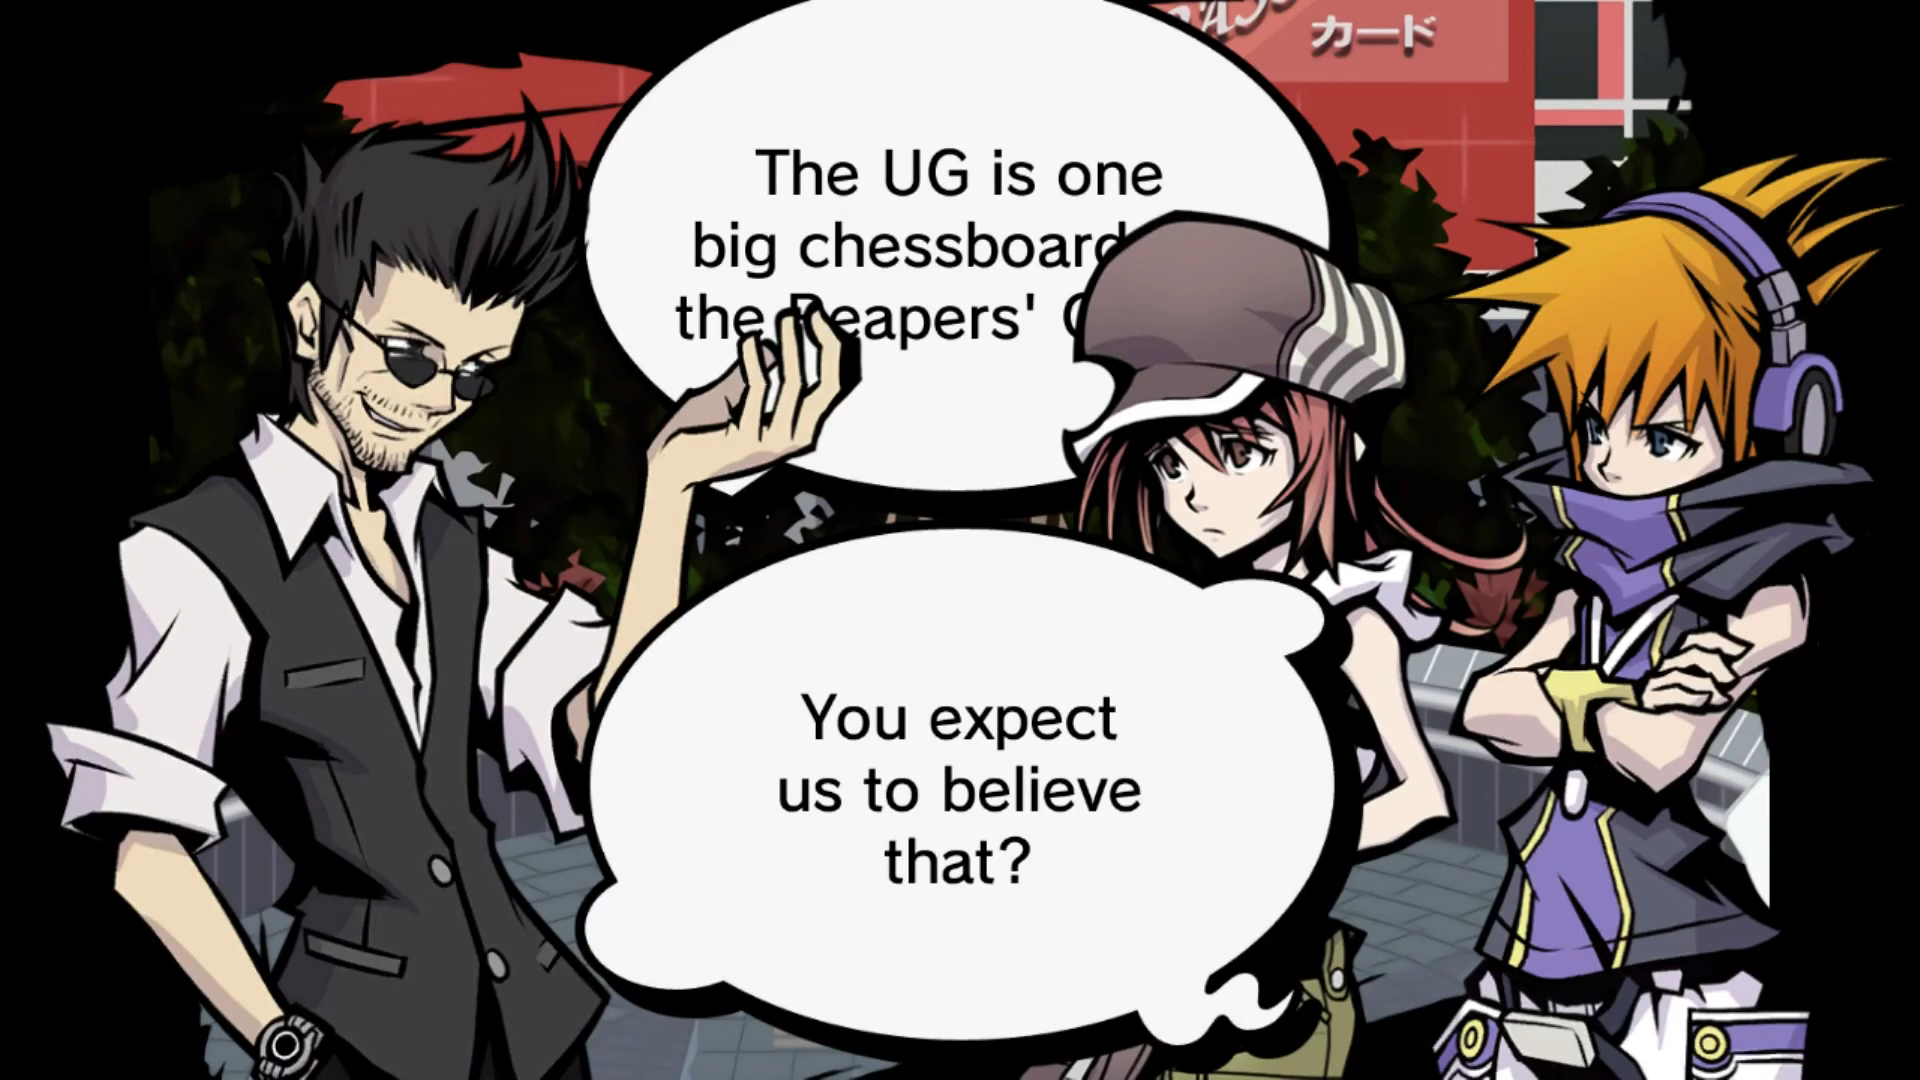 カード
The UG is one
big chessboard
the Reapers'
You expect
us to believe
that?